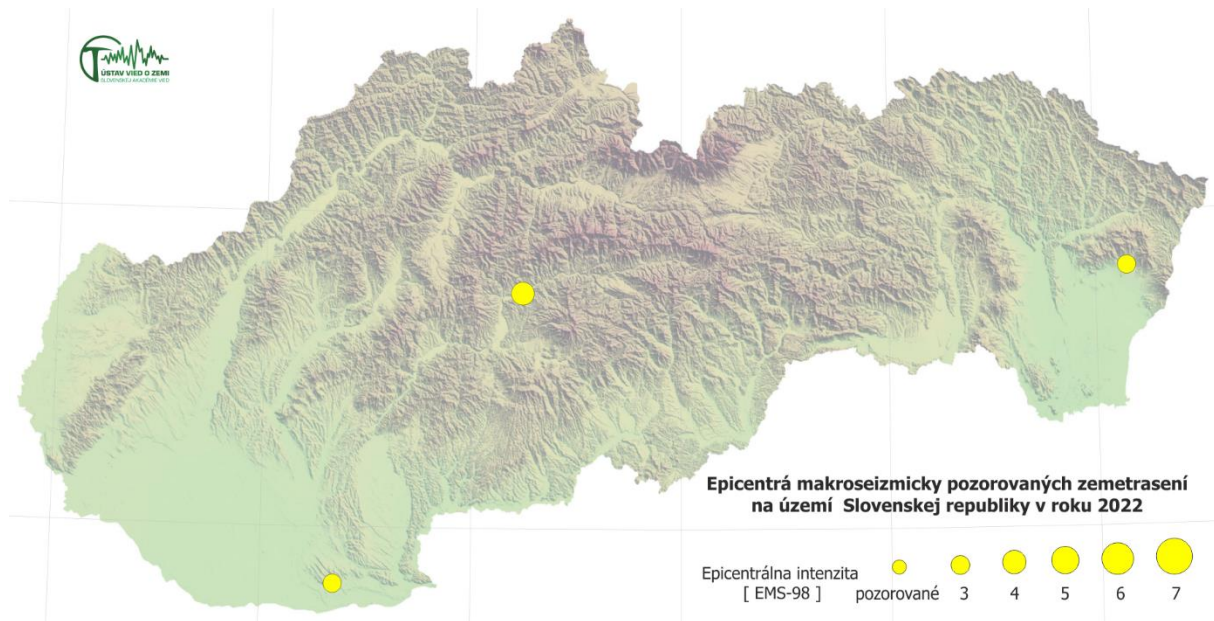 ÚSTAV VIED O ZEMI
SLOVENSKEJ AKADÉMIE VIED
Epicentrá makroseizmicky pozorovaných zemetrasení
na území Slovenskej republiky v roku 2022
Epicentrálna intenzita
[ EMS-98 ]
pozorované 3 4 5 6 7